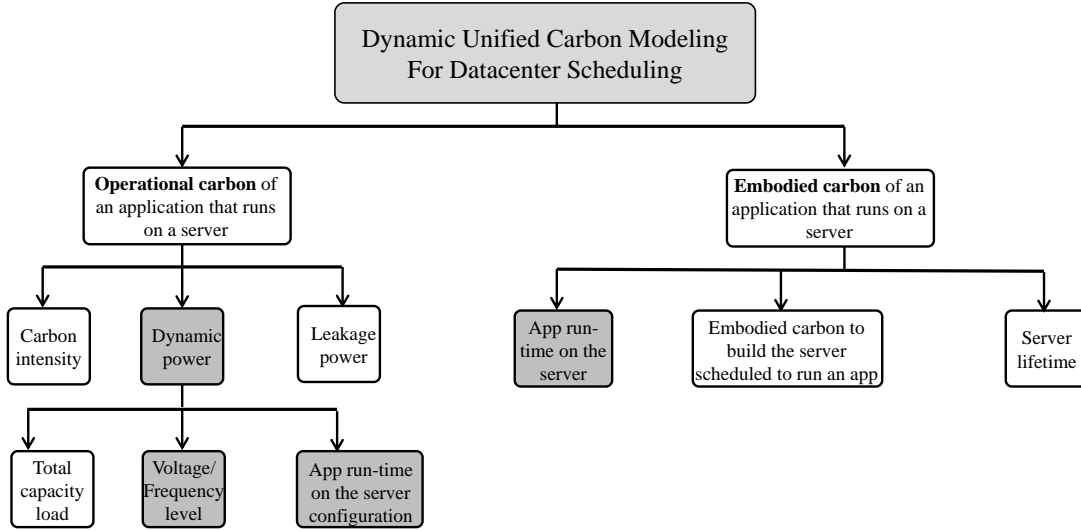 Dynamic Unified Carbon Modeling
For Datacenter Scheduling
Operational carbon of
an application that runs
on a server
Embodied carbon of an
application that runs on a
server
Carbon
intensity
Dynamic
power
Leakage
power
App run-
time on the
server
Embodied carbon to
build the server
scheduled to run an app
Server
lifetime
Total
capacity
load
Voltage/
Frequency
level
App run-time
on the server
configuration